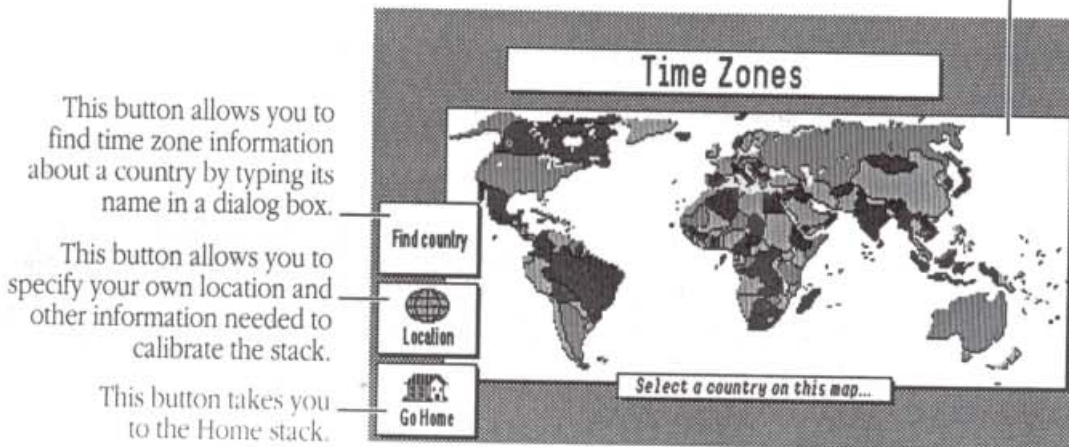 Time Zones
This button allows you to
find time zone information
about a country by typing its
name in a dialog box.
Find country
This button allows you to
specify your own location and
other information needed to
calibrate the stack.
Location
This button takes you
to the Home stack.
Go Home
Select a country on this map...